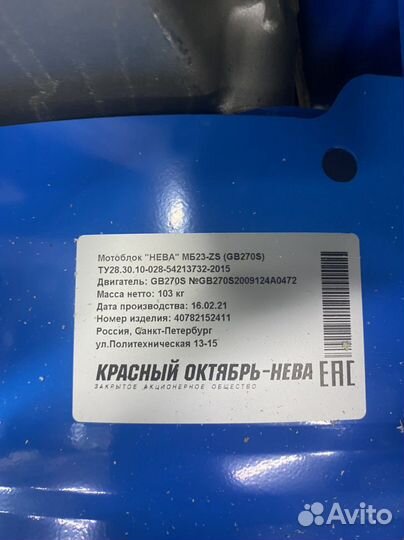 Мотоблок "НЕВА" МБ23-ZS (GB270S)
ТУ28.30.10-028-54213732-2015
Двигатель: GB270S №GB270S2009124A0472
Масса нетто: 103 кг
Дата производства: 16.02.21
Номер изделия: 40782152411
Россия, Санкт-Петербург
ул.Политехническая 13-15
КРАСНЫЙ ОКТЯБРЬ-НЕВА EAC
ЗАКРЫТОЕ АКЦИОНЕРНОЕ ОБЩЕСТВО
Avito